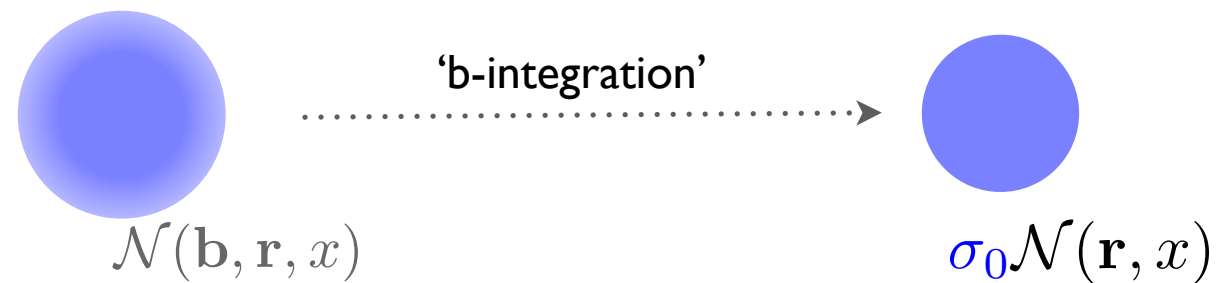 ‘b-integration’
𝒩(𝐛, 𝐫, x)
σ₀𝒩(𝐫, x)